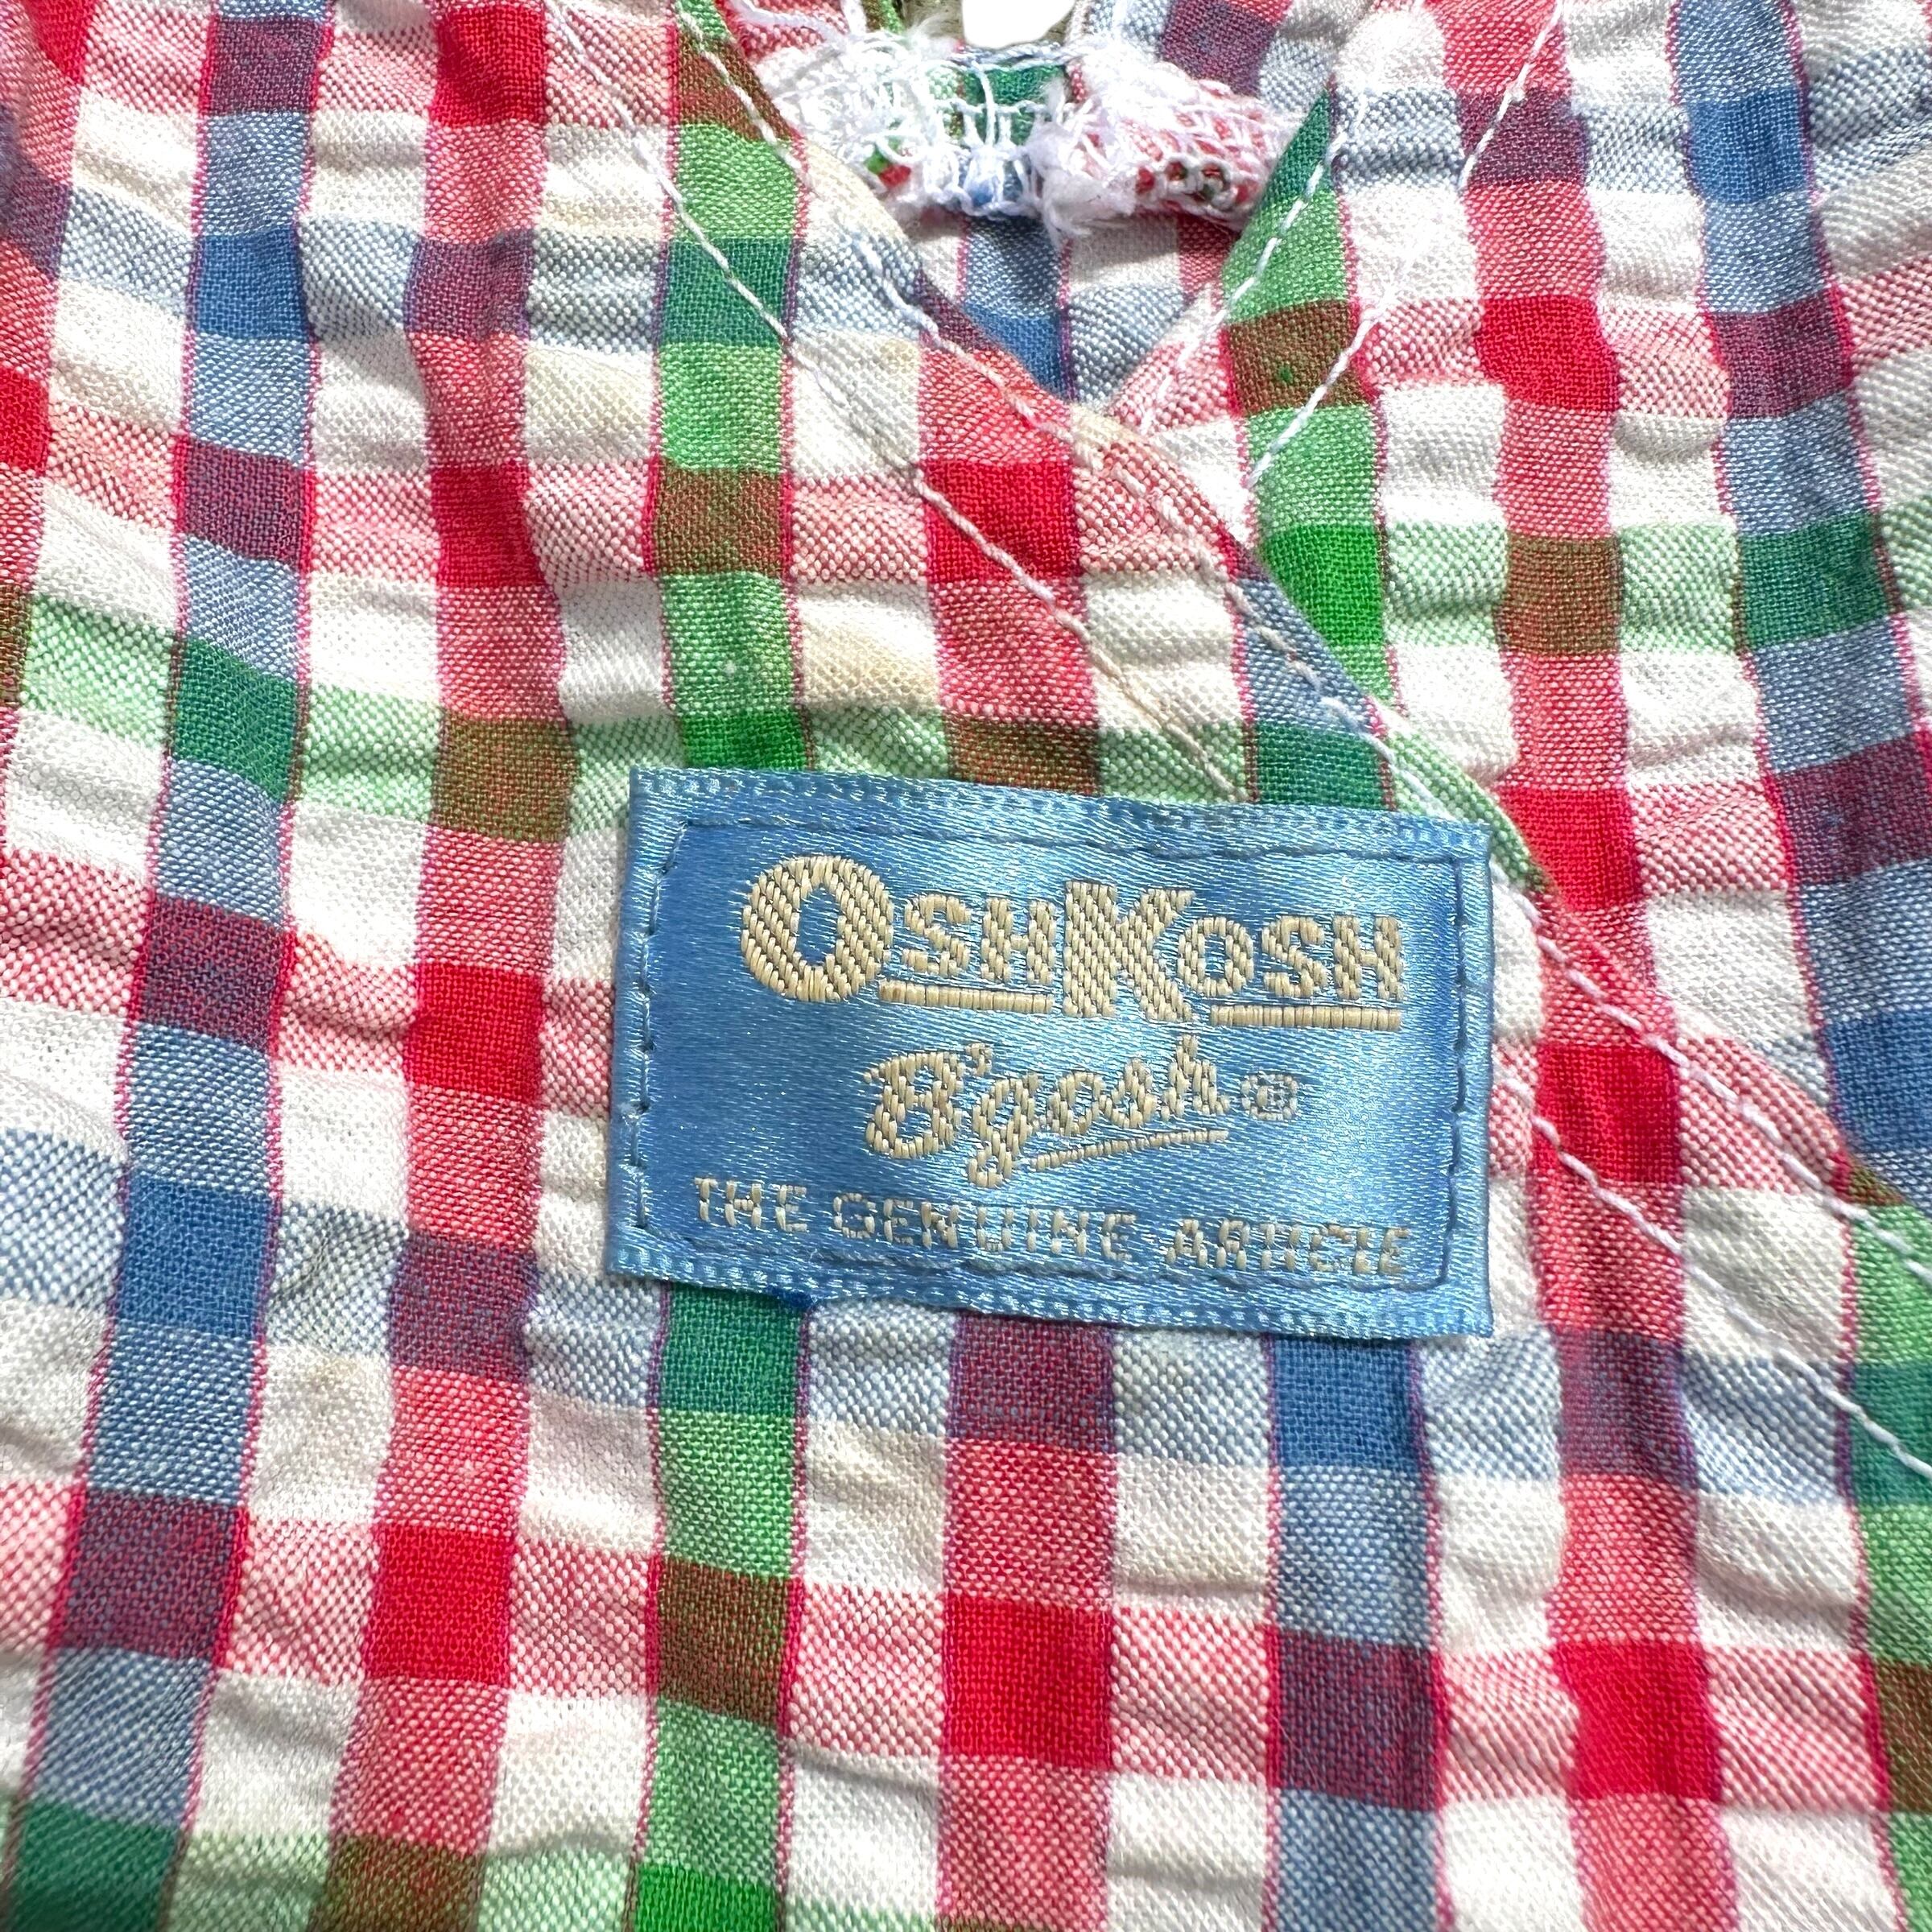 OSHKOSH
B'gosh ®
THE GENUINE ARTICLE